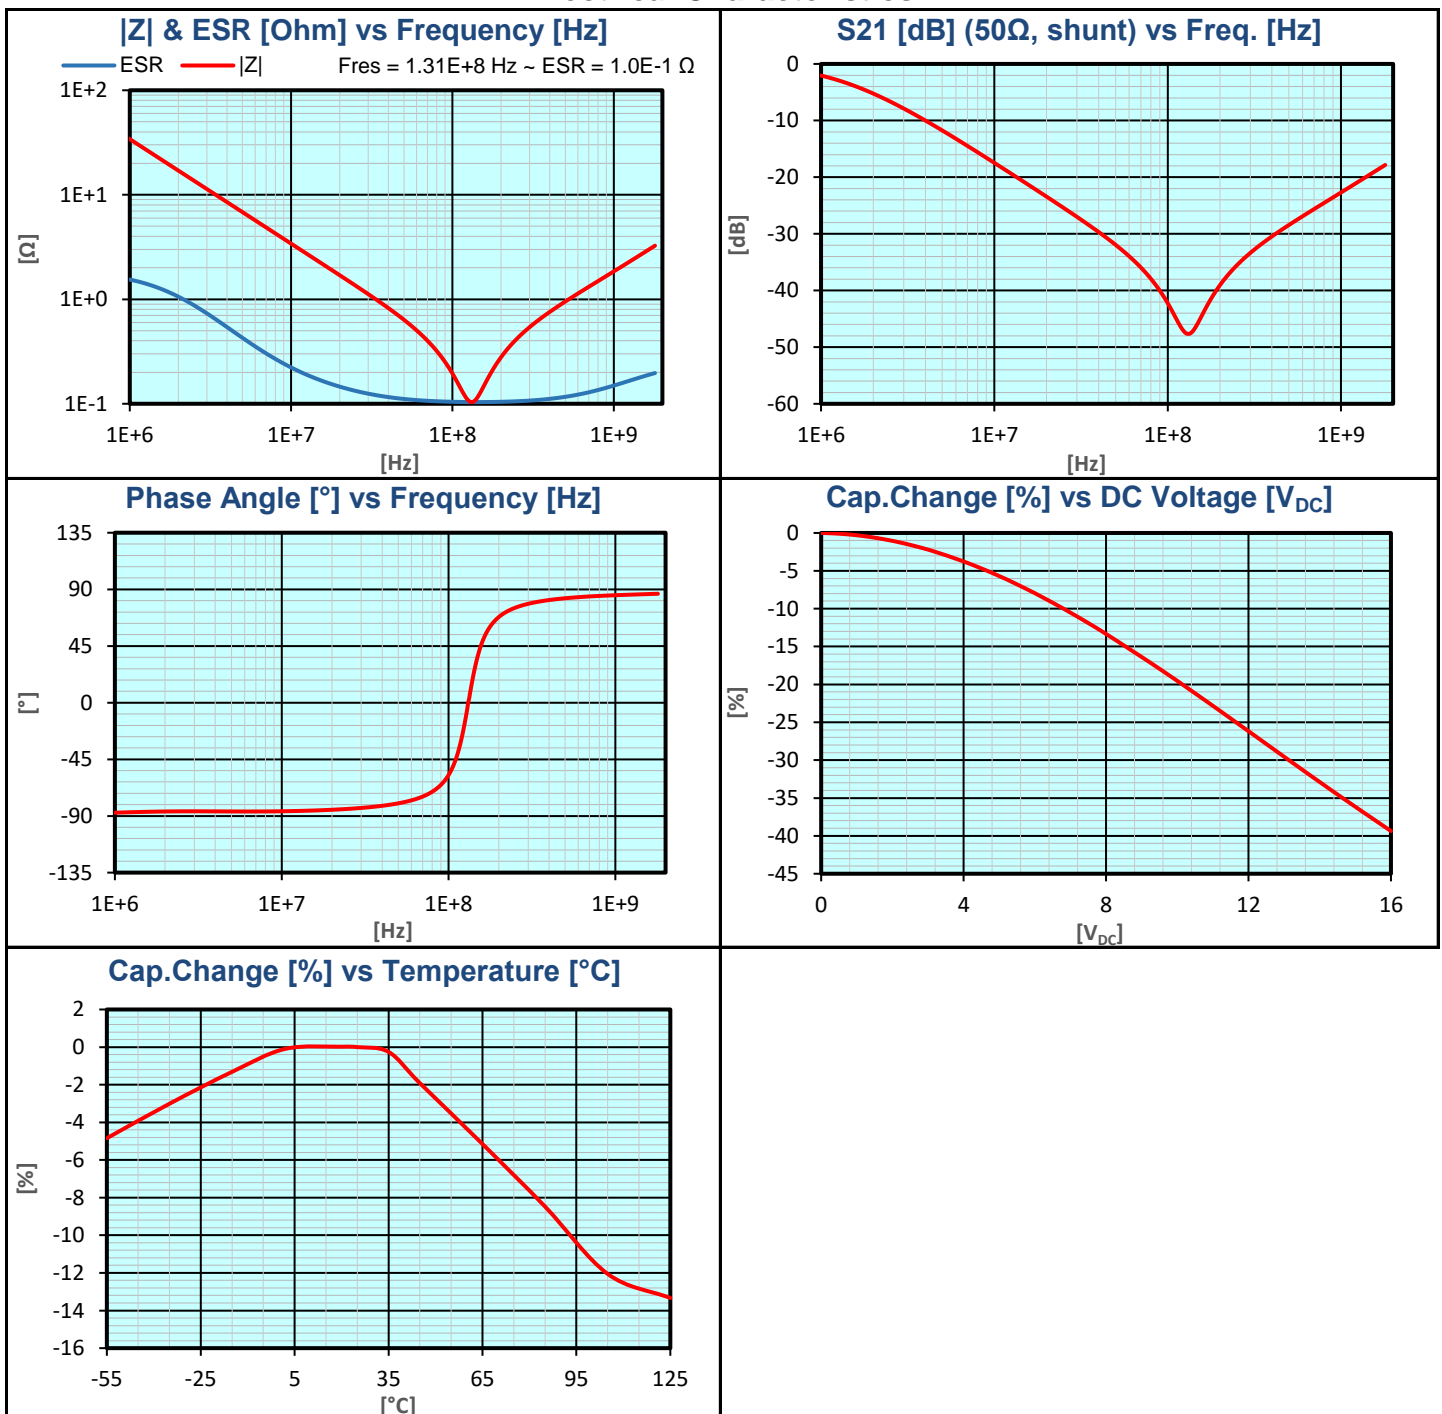 |Z| & ESR [Ohm] vs Frequency [Hz]
ESR |Z| Fres = 1.31E+8 Hz ~ ESR = 1.0E-1 Ω
1E+2
1E+1
1E+0
1E-1
[Ω]
1E+6 1E+7 1E+8 1E+9
[Hz]
S21 [dB] (50Ω, shunt) vs Freq. [Hz]
0
-10
-20
-30
-40
-50
-60
[dB]
1E+6 1E+7 1E+8 1E+9
[Hz]
Phase Angle [°] vs Frequency [Hz]
135
90
45
0
-45
-90
-135
[°]
1E+6 1E+7 1E+8 1E+9
[Hz]
Cap.Change [%] vs DC Voltage [VDC]
0
-5
-10
-15
-20
-25
-30
-35
-40
-45
[%]
0 4 8 12 16
[VDC]
Cap.Change [%] vs Temperature [°C]
2
0
-2
-4
-6
-8
-10
-12
-14
-16
[%]
-55 -25 5 35 65 95 125
[°C]